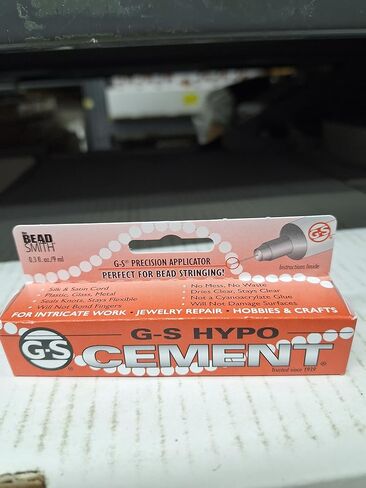 THE
BEAD
SMITH
0.3 fl. oz./9 ml
G-S® PRECISION APPLICATOR
PERFECT FOR BEAD STRINGING!
G-S
Instructions Inside
• Silk & Satin Cord
• Plastic, Glass, Metal
• Seals Knots, Stays Flexible
• Will Not Bond Fingers
• No Mess, No Waste
• Dries Clear, Stays Clear
• Not a Cyanoacrylate Glue
• Will Not Damage Surfaces
FOR INTRICATE WORK • JEWELRY REPAIR • HOBBIES & CRAFTS
G-S
®
G-S HYPO
CEMENT®
Trusted since 1939